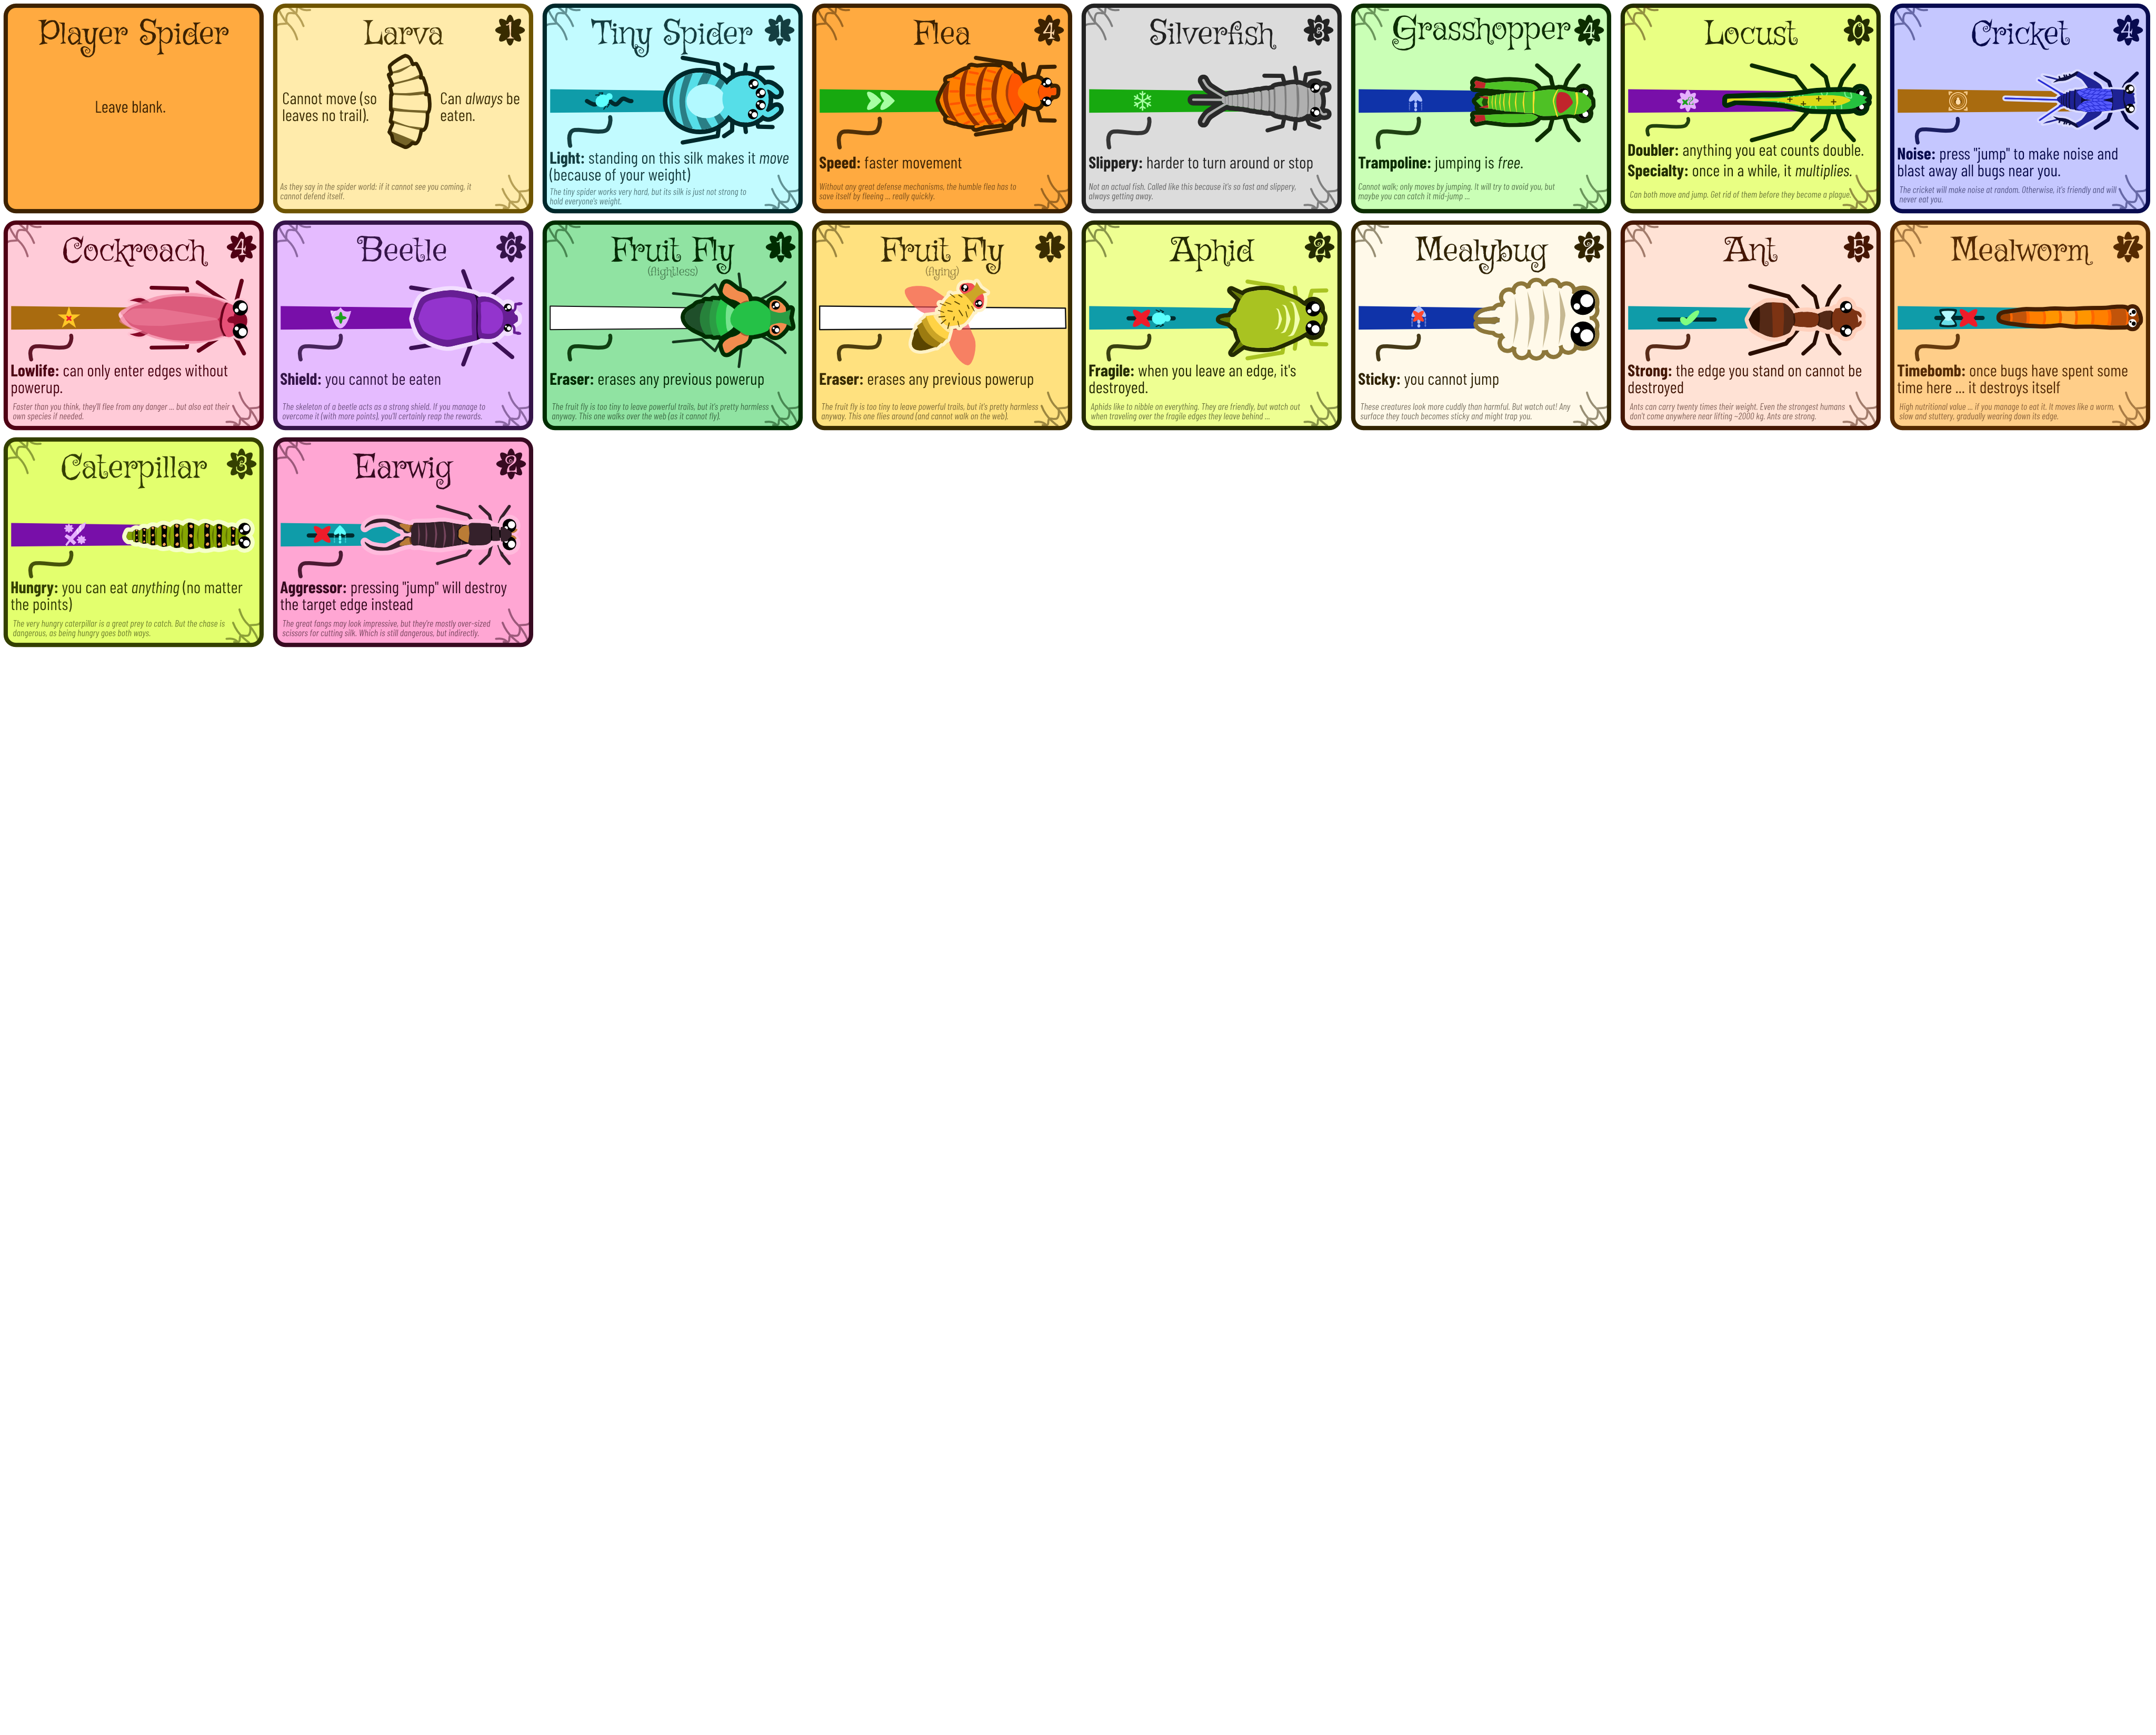 Player Spider
Leave blank.
Larva
1
Cannot move (so
leaves no trail).
Can always be
eaten.
As they say in the spider world: if it cannot see you coming, it
cannot defend itself.
Tiny Spider
1
Light: standing on this silk makes it move
(because of your weight)
The tiny spider works very hard, but its silk is just not strong to
hold everyone's weight.
Flea
4
Speed: faster movement
Without any great defense mechanisms, the humble flea has to
save itself by fleeing ... really quickly.
Silverfish
3
Slippery: harder to turn around or stop
Not an actual fish. Called like this because it's so fast and slippery,
always getting away.
Grasshopper
4
Trampoline: jumping is free.
Cannot walk; only moves by jumping. It will try to avoid you, but
maybe you can catch it mid-jump ...
Locust
0
Doubler: anything you eat counts double.
Specialty: once in a while, it multiplies.
Can both move and jump. Get rid of them before they become a plague.
Cricket
4
Noise: press "jump" to make noise and
blast away all bugs near you.
The cricket will make noise at random. Otherwise, it's friendly and will
never eat you.
Cockroach
4
Lowlife: can only enter edges without
powerup.
Faster than you think, they'll flee from any danger ... but also eat their
own species if needed.
Beetle
6
Shield: you cannot be eaten
The skeleton of a beetle acts as a strong shield. If you manage to
overcome it (with more points), you'll certainly reap the rewards.
Fruit Fly
(flightless)
1
Eraser: erases any previous powerup
The fruit fly is too tiny to leave powerful trails, but it's pretty harmless
anyway. This one walks over the web (as it cannot fly).
Fruit Fly
(flying)
1
Eraser: erases any previous powerup
The fruit fly is too tiny to leave powerful trails, but it's pretty harmless
anyway. This one flies around (and cannot walk on the web).
Aphid
2
Fragile: when you leave an edge, it's
destroyed.
Aphids like to nibble on everything. They are friendly, but watch out
when traveling over the fragile edges they leave behind ...
Mealybug
2
Sticky: you cannot jump
These creatures look more cuddly than harmful. But watch out! Any
surface they touch becomes sticky and might trap you.
Ant
5
Strong: the edge you stand on cannot be
destroyed
Ants can carry twenty times their weight. Even the strongest humans
don't come anywhere near lifting ~2000 kg. Ants are strong.
Mealworm
7
Timebomb: once bugs have spent some
time here ... it destroys itself
High nutritional value ... if you manage to eat it. It moves like a worm,
slow and stuttery, gradually wearing down its edge.
Caterpillar
3
Hungry: you can eat anything (no matter
the points)
The very hungry caterpillar is a great prey to catch. But the chase is
dangerous, as being hungry goes both ways.
Earwig
2
Aggressor: pressing "jump" will destroy
the target edge instead
The great fangs may look impressive, but they're mostly over-sized
scissors for cutting silk. Which is still dangerous, but indirectly.